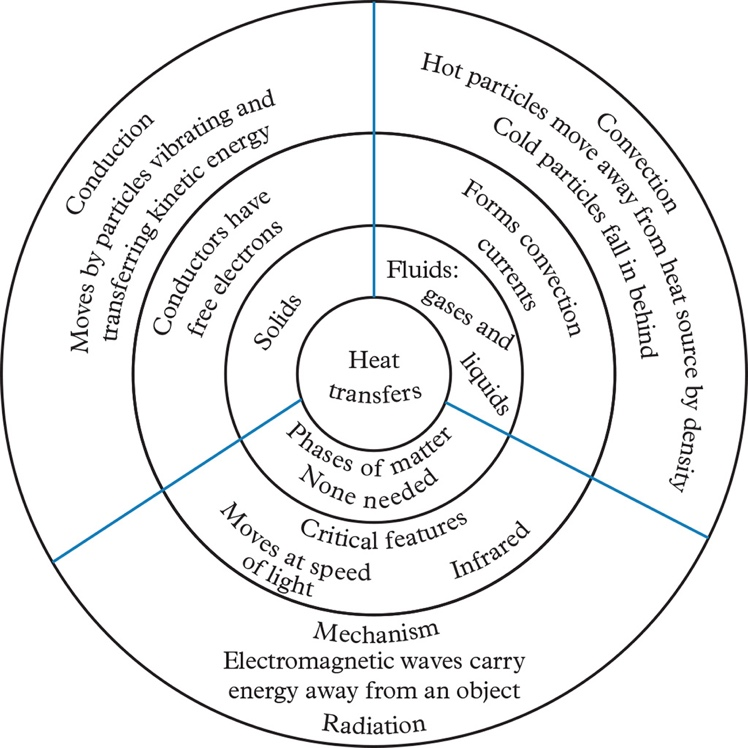 Heat
transfers
Conduction
Moves by particles vibrating and
transferring kinetic energy
Conductors have
free electrons
Solids
Convection
Hot particles move away from heat source by density
Cold particles fall in behind
Forms convection
currents
Fluids:
gases and
liquids
Phases of matter
None needed
Critical features
Moves at speed
of light
Infrared
Mechanism
Electromagnetic waves carry
energy away from an object
Radiation